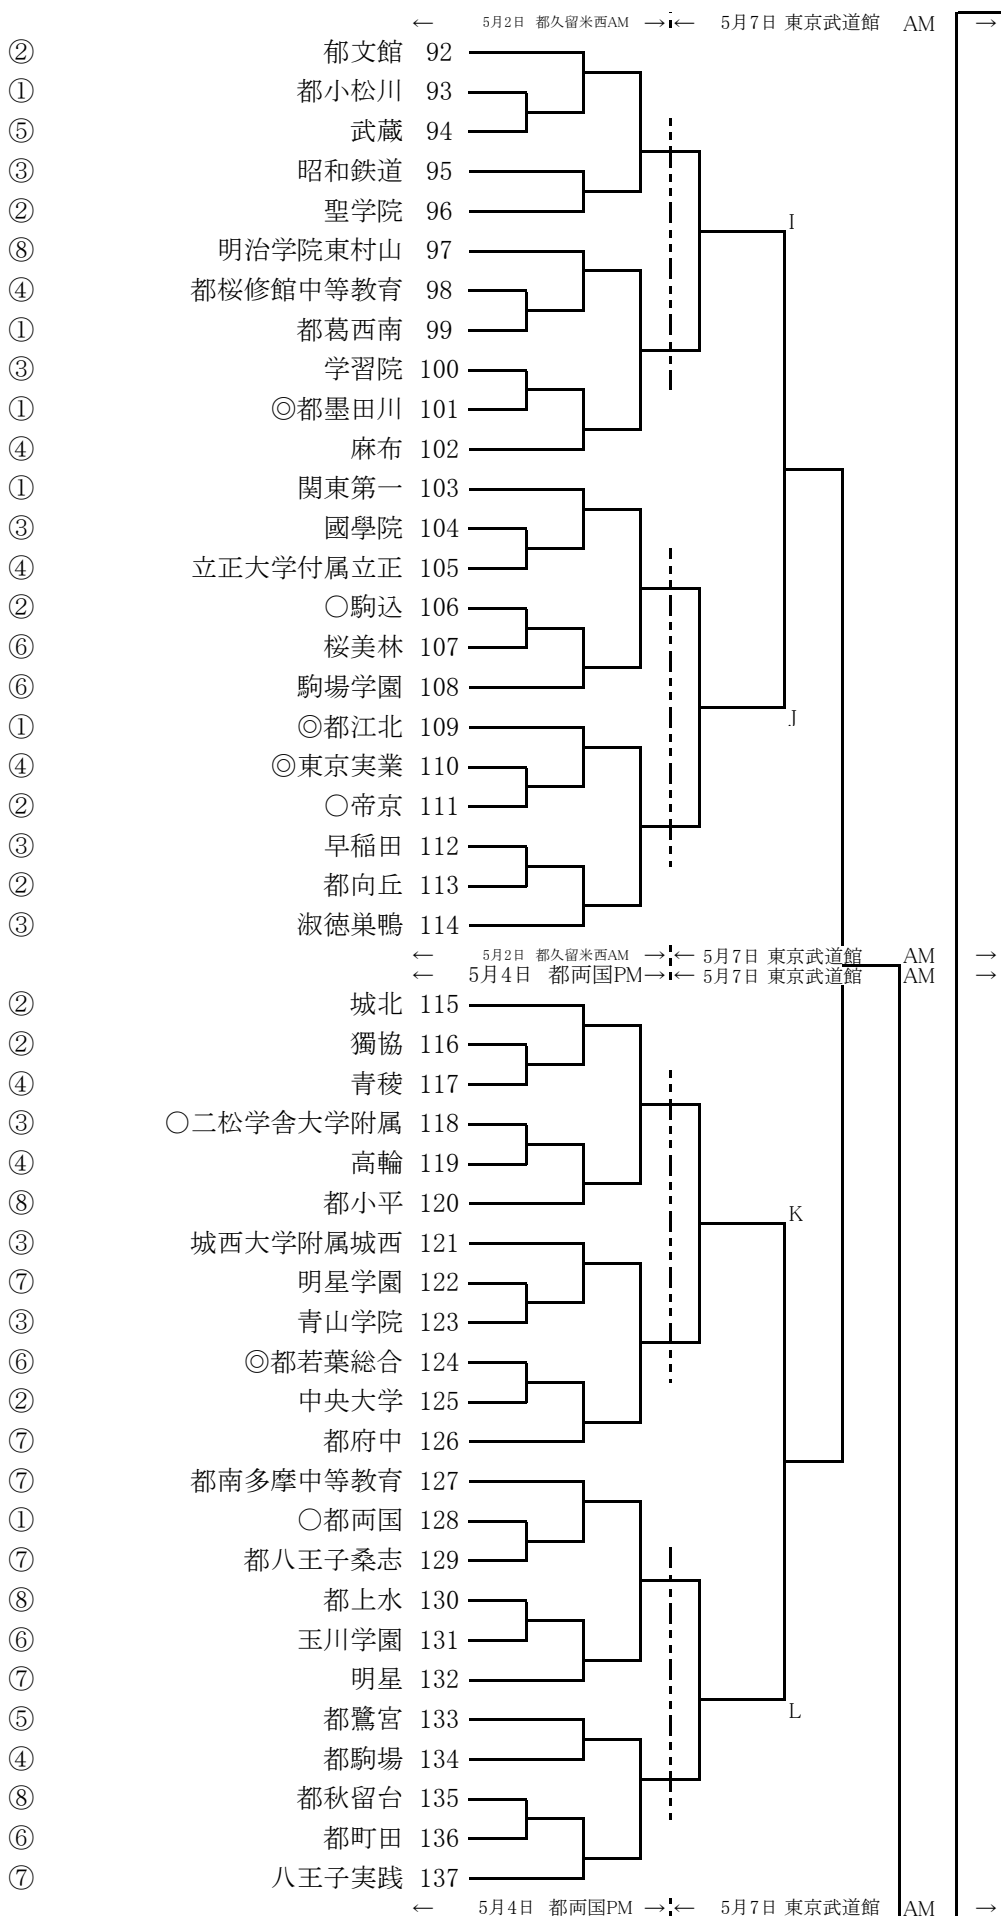 ← 5月2日 都久留米西AM → ← 5月7日 東京武道館 AM →
② 郁文館 92
① 都小松川 93
⑤ 武蔵 94
③ 昭和鉄道 95
② 聖学院 96
I
⑧ 明治学院東村山 97
④ 都桜修館中等教育 98
① 都葛西南 99
③ 学習院 100
① ◎都墨田川 101
④ 麻布 102
① 関東第一 103
③ 國學院 104
④ 立正大学付属立正 105
② ○駒込 106
⑥ 桜美林 107
⑥ 駒場学園 108
J
① ◎都江北 109
④ ◎東京実業 110
② ○帝京 111
③ 早稲田 112
② 都向丘 113
③ 淑徳巣鴨 114
← 5月2日 都久留米西AM → ← 5月7日 東京武道館 AM →
← 5月4日 都両国PM → ← 5月7日 東京武道館 AM →
② 城北 115
② 獨協 116
④ 青稜 117
③ ○二松学舎大学附属 118
④ 高輪 119
⑧ 都小平 120
K
③ 城西大学附属城西 121
⑦ 明星学園 122
③ 青山学院 123
⑥ ◎都若葉総合 124
② 中央大学 125
⑦ 都府中 126
⑦ 都南多摩中等教育 127
① ○都両国 128
⑦ 都八王子桑志 129
⑧ 都上水 130
⑥ 玉川学園 131
⑦ 明星 132
L
⑤ 都鷺宮 133
④ 都駒場 134
⑧ 都秋留台 135
⑥ 都町田 136
⑦ 八王子実践 137
← 5月4日 都両国PM → ← 5月7日 東京武道館 AM →